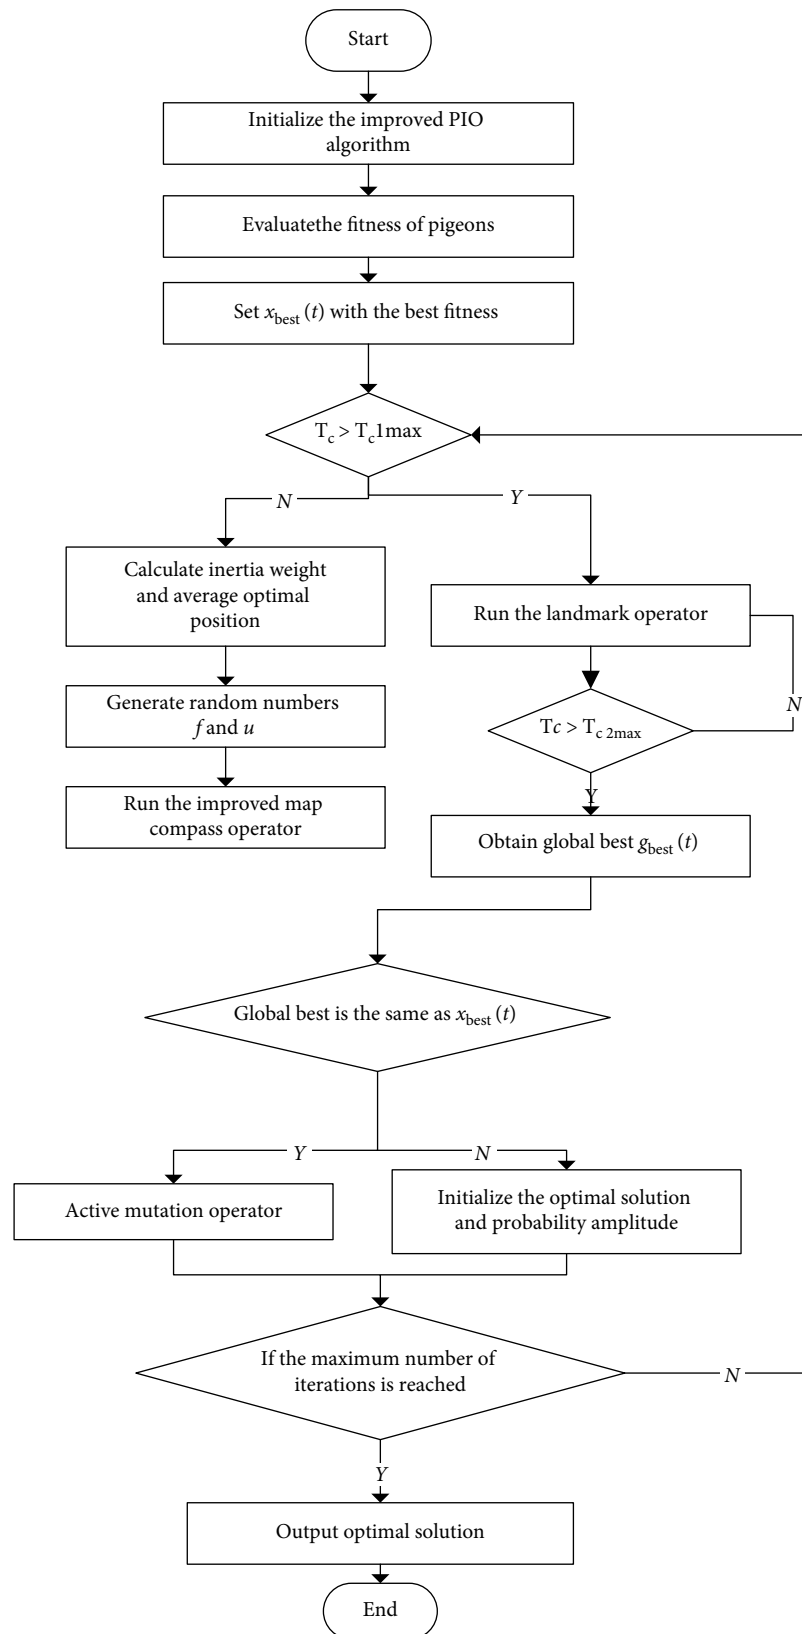 Start
Initialize the improved PIO
algorithm
Evaluatethe fitness of pigeons
Set x_best (t) with the best fitness
T_c > T_c1max
N
Y
Calculate inertia weight
and average optimal
position
Run the landmark operator
Generate random numbers
f and u
N
Tc > T_c 2max
Run the improved map
compass operator
Y
Obtain global best g_best (t)
Global best is the same as x_best (t)
Y
N
Active mutation operator
Initialize the optimal solution
and probability amplitude
If the maximum number of
iterations is reached
N
Y
Output optimal solution
End